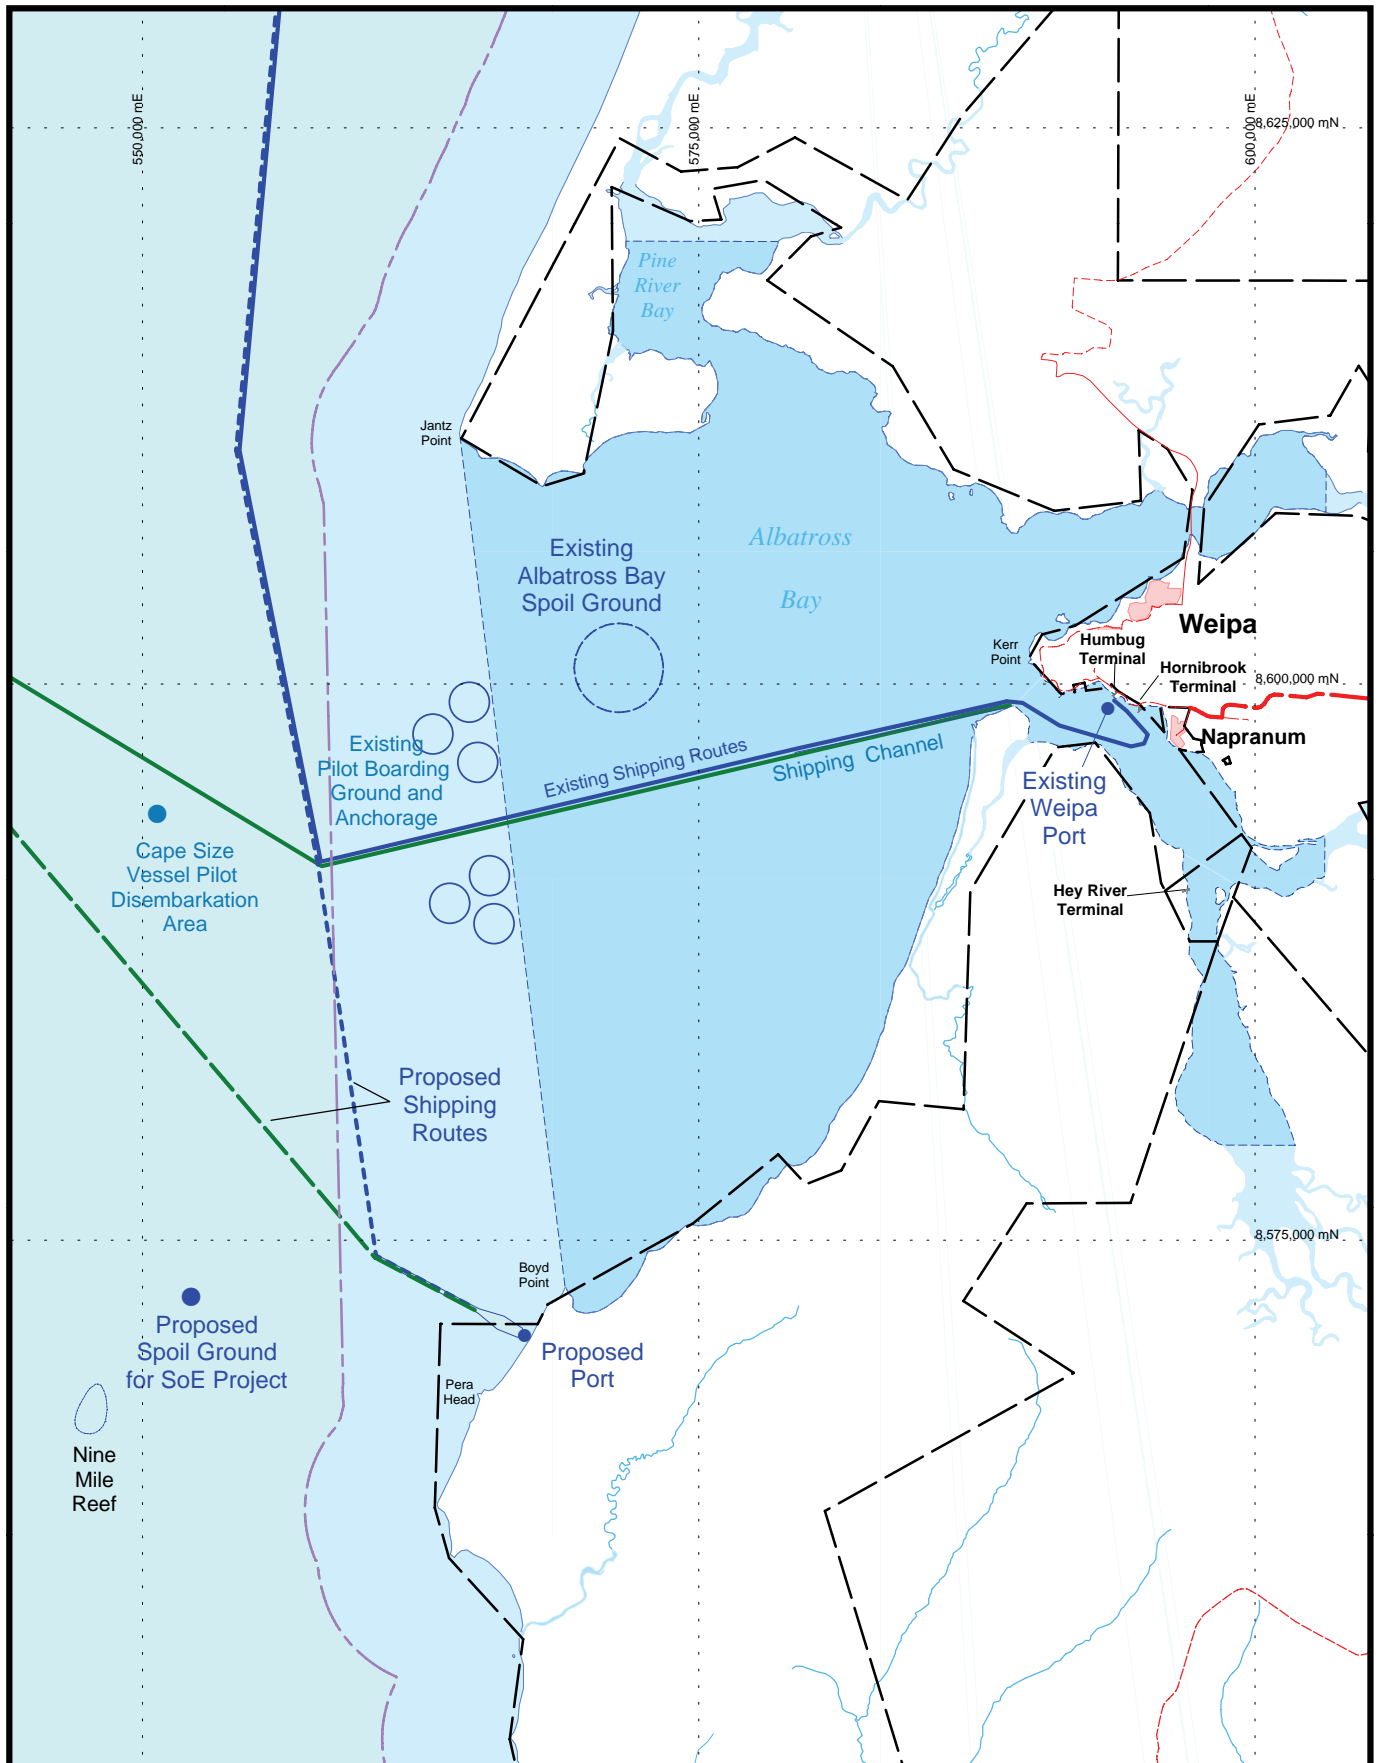 550,000 mE
575,000 mE
600,000 mE
8,625,000 mN
Pine
River
Bay
Jantz
Point
Existing
Albatross Bay
Spoil Ground
Albatross
Bay
Weipa
Kerr
Point
Humbug
Terminal
Hornibrook
Terminal
8,600,000 mN
Napranum
Existing
Pilot Boarding
Ground and
Anchorage
Existing Shipping Routes
Shipping Channel
Existing
Weipa
Port
Cape Size
Vessel Pilot
Disembarkation
Area
Hey River
Terminal
Proposed
Shipping
Routes
8,575,000 mN
Boyd
Point
Proposed
Spoil Ground
for SoE Project
Proposed
Port
Pera
Head
Nine
Mile
Reef